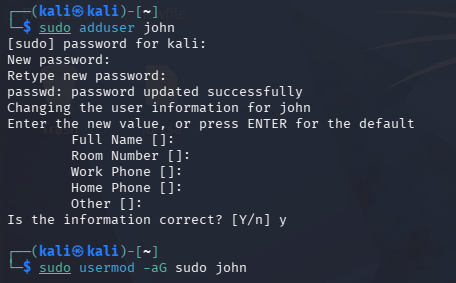 ┌──(kali㉿kali)-[~]
└─$ sudo adduser john
[sudo] password for kali:
New password:
Retype new password:
passwd: password updated successfully
Changing the user information for john
Enter the new value, or press ENTER for the default
Full Name []:
Room Number []:
Work Phone []:
Home Phone []:
Other []:
Is the information correct? [Y/n] y
┌──(kali㉿kali)-[~]
└─$ sudo usermod -aG sudo john